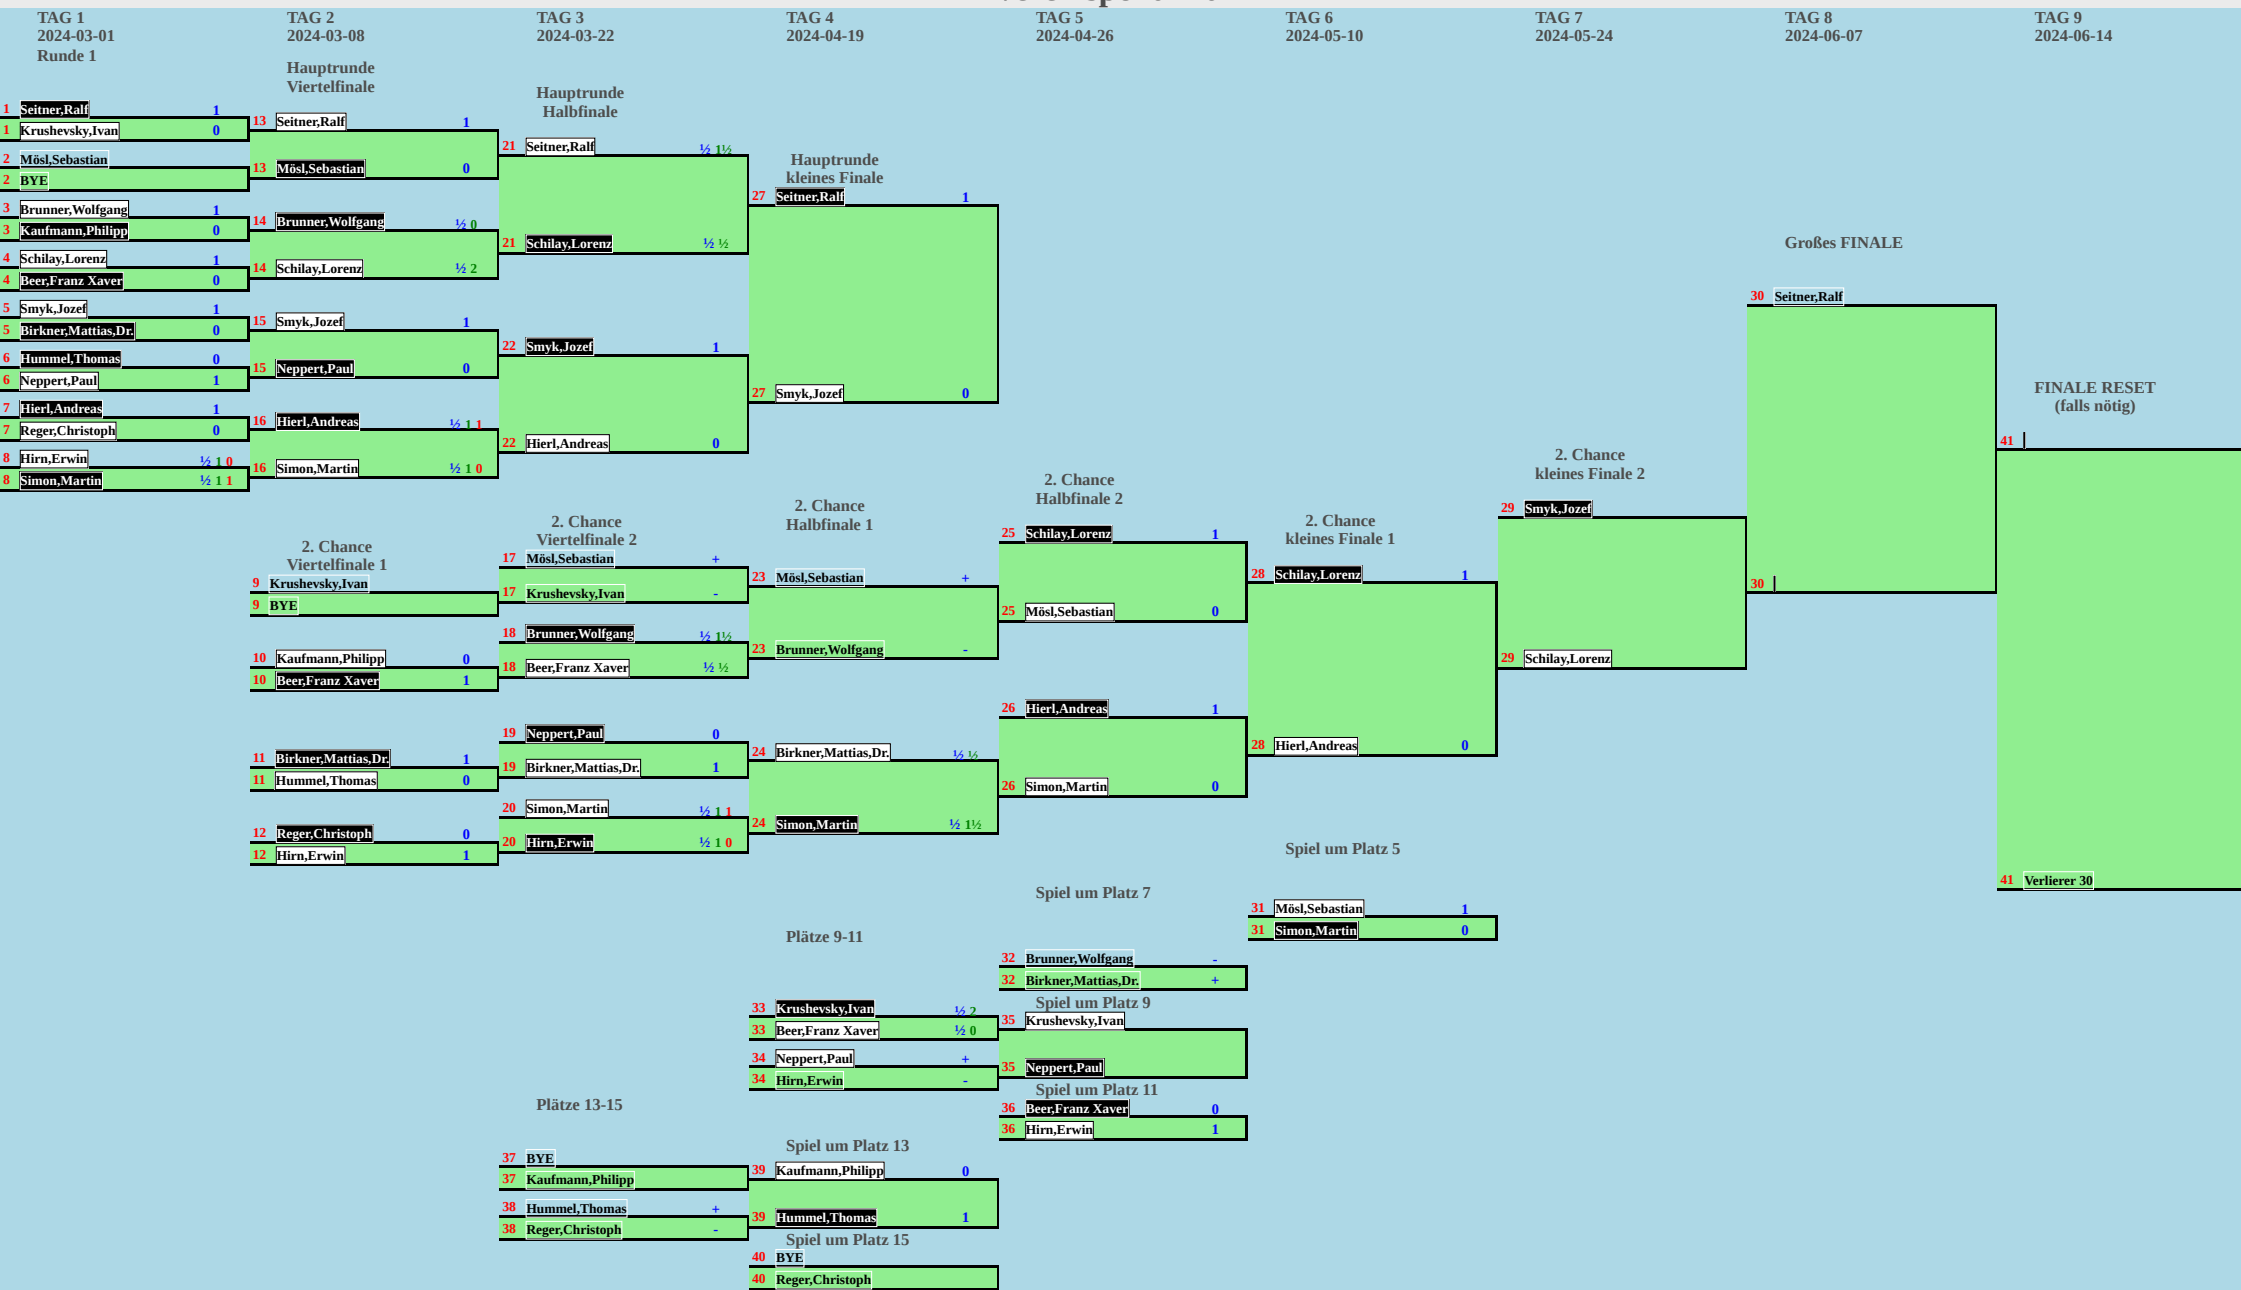 TAG 1
2024-03-01
Runde 1
1 Seitner,Ralf 1
1 Krushevsky,Ivan 0
2 Mösl,Sebastian
2 BYE
3 Brunner,Wolfgang 1
3 Kaufmann,Philipp 0
4 Schilay,Lorenz 1
4 Beer,Franz Xaver 0
5 Smyk,Jozef 1
5 Birkner,Mattias,Dr. 0
6 Hummel,Thomas 0
6 Neppert,Paul 1
7 Hierl,Andreas 1
7 Reger,Christoph 0
8 Hirn,Erwin ½ 1 0
8 Simon,Martin ½ 1 1
TAG 2
2024-03-08
Hauptrunde
Viertelfinale
13 Seitner,Ralf 1
13 Mösl,Sebastian 0
14 Brunner,Wolfgang ½ 0
14 Schilay,Lorenz ½ 2
15 Smyk,Jozef 1
15 Neppert,Paul 0
16 Hierl,Andreas ½ 1 1
16 Simon,Martin ½ 1 0
2. Chance
Viertelfinale 1
9 Krushevsky,Ivan
9 BYE
10 Kaufmann,Philipp 0
10 Beer,Franz Xaver 1
11 Birkner,Mattias,Dr. 1
11 Hummel,Thomas 0
12 Reger,Christoph 0
12 Hirn,Erwin 1
TAG 3
2024-03-22
Hauptrunde
Halbfinale
21 Seitner,Ralf ½ 1½
21 Schilay,Lorenz ½ ½
22 Smyk,Jozef 1
22 Hierl,Andreas 0
2. Chance
Viertelfinale 2
17 Mösl,Sebastian +
17 Krushevsky,Ivan -
18 Brunner,Wolfgang ½ 1½
18 Beer,Franz Xaver ½ ½
19 Neppert,Paul 0
19 Birkner,Mattias,Dr. 1
20 Simon,Martin ½ 1 1
20 Hirn,Erwin ½ 1 0
Plätze 13-15
37 BYE
37 Kaufmann,Philipp
38 Hummel,Thomas +
38 Reger,Christoph -
TAG 4
2024-04-19
Hauptrunde
kleines Finale
27 Seitner,Ralf 1
27 Smyk,Jozef 0
2. Chance
Halbfinale 1
23 Mösl,Sebastian +
23 Brunner,Wolfgang -
24 Birkner,Mattias,Dr. ½ ½
24 Simon,Martin ½ 1½
Plätze 9-11
33 Krushevsky,Ivan ½ 2
33 Beer,Franz Xaver ½ 0
34 Neppert,Paul +
34 Hirn,Erwin -
Spiel um Platz 13
39 Kaufmann,Philipp 0
39 Hummel,Thomas 1
Spiel um Platz 15
40 BYE
40 Reger,Christoph
TAG 5
2024-04-26
2. Chance
Halbfinale 2
25 Schilay,Lorenz 1
25 Mösl,Sebastian 0
26 Hierl,Andreas 1
26 Simon,Martin 0
Spiel um Platz 7
32 Brunner,Wolfgang -
32 Birkner,Mattias,Dr. +
Spiel um Platz 9
35 Krushevsky,Ivan
35 Neppert,Paul
Spiel um Platz 11
36 Beer,Franz Xaver 0
36 Hirn,Erwin 1
TAG 6
2024-05-10
2. Chance
kleines Finale 1
28 Schilay,Lorenz 1
28 Hierl,Andreas 0
Spiel um Platz 5
31 Mösl,Sebastian 1
31 Simon,Martin 0
TAG 7
2024-05-24
2. Chance
kleines Finale 2
29 Smyk,Jozef
29 Schilay,Lorenz
TAG 8
2024-06-07
Großes FINALE
30 Seitner,Ralf
30
TAG 9
2024-06-14
FINALE RESET
(falls nötig)
41
41 Verlierer 30